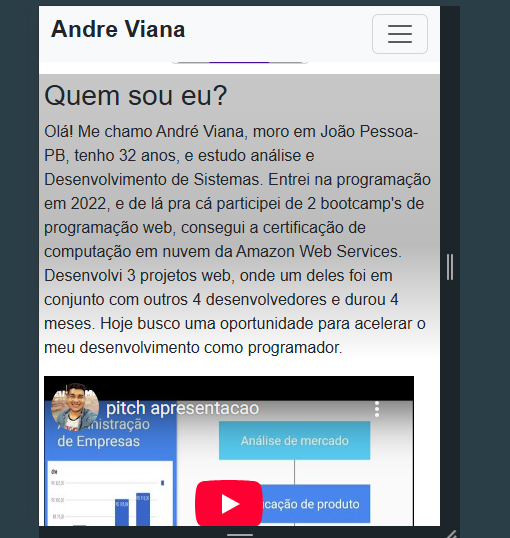 Andre Viana
Quem sou eu?
Olá! Me chamo André Viana, moro em João Pessoa-
PB, tenho 32 anos, e estudo análise e
Desenvolvimento de Sistemas. Entrei na programação
em 2022, e de lá pra cá participei de 2 bootcamp's de
programação web, consegui a certificação de
computação em nuvem da Amazon Web Services.
Desenvolvi 3 projetos web, onde um deles foi em
conjunto com outros 4 desenvolvedores e durou 4
meses. Hoje busco uma oportunidade para acelerar o
meu desenvolvimento como programador.
pitch apresentacao
de Empresas
Análise de mercado
de produto